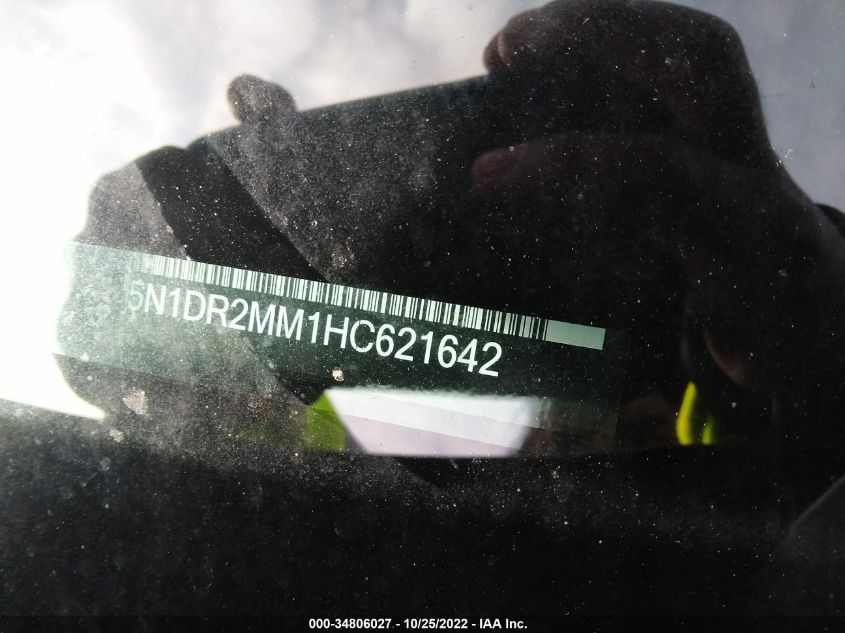 5N1DR2MM1HC621642
000-34806027 - 10/25/2022 - IAA Inc.